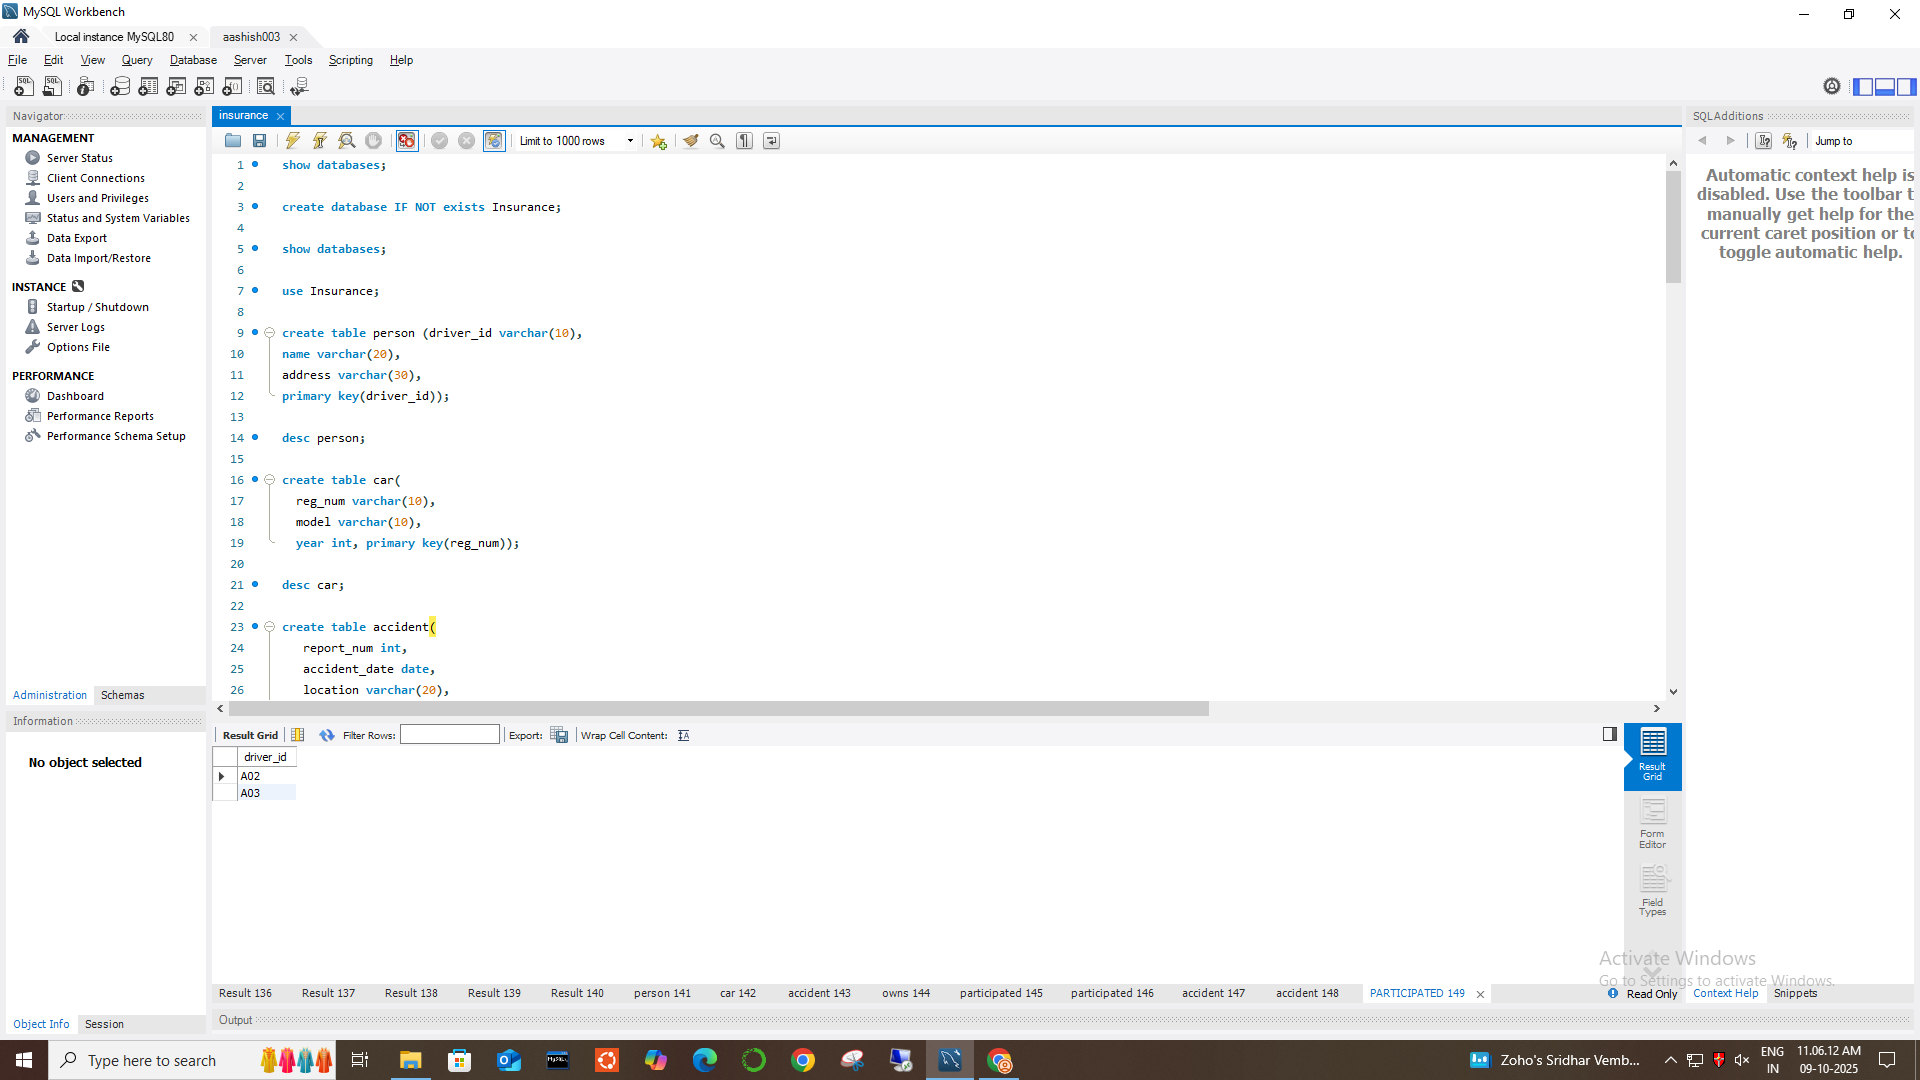 MySQL Workbench
Local instance MySQL80
aashish003
File Edit View Query Database Server Tools Scripting Help
Navigator
MANAGEMENT
Server Status
Client Connections
Users and Privileges
Status and System Variables
Data Export
Data Import/Restore
INSTANCE
Startup / Shutdown
Server Logs
Options File
PERFORMANCE
Dashboard
Performance Reports
Performance Schema Setup
Administration Schemas
Information
No object selected
Object Info Session
insurance
Limit to 1000 rows
1 show databases;
2
3 create database IF NOT exists Insurance;
4
5 show databases;
6
7 use Insurance;
8
9 create table person (driver_id varchar(10),
10 name varchar(20),
11 address varchar(30),
12 primary key(driver_id));
13
14 desc person;
15
16 create table car(
17 reg_num varchar(10),
18 model varchar(10),
19 year int, primary key(reg_num));
20
21 desc car;
22
23 create table accident(
24 report_num int,
25 accident_date date,
26 location varchar(20),
Result Grid Filter Rows: Export: Wrap Cell Content:
driver_id
A02
A03
Result Grid
Form Editor
Field Types
Result 136 Result 137 Result 138 Result 139 Result 140 person 141 car 142 accident 143 owns 144 participated 145 participated 146 accident 147 accident 148 PARTICIPATED 149
Read Only
Output
SQLAdditions
Jump to
Automatic context help is
disabled. Use the toolbar t
manually get help for the
current caret position or to
toggle automatic help.
Context Help Snippets
Activate Windows
Go to Settings to activate Windows.
Type here to search
Zoho's Sridhar Vemb...
ENG
IN
11.06.12 AM
09-10-2025